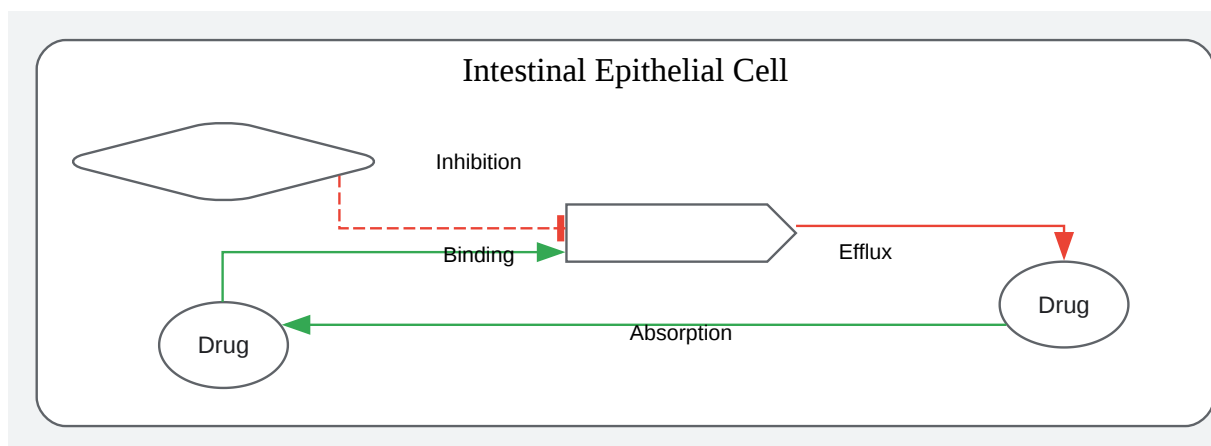 Intestinal Epithelial Cell
Inhibition
Binding
Efflux
Drug
Absorption
Drug